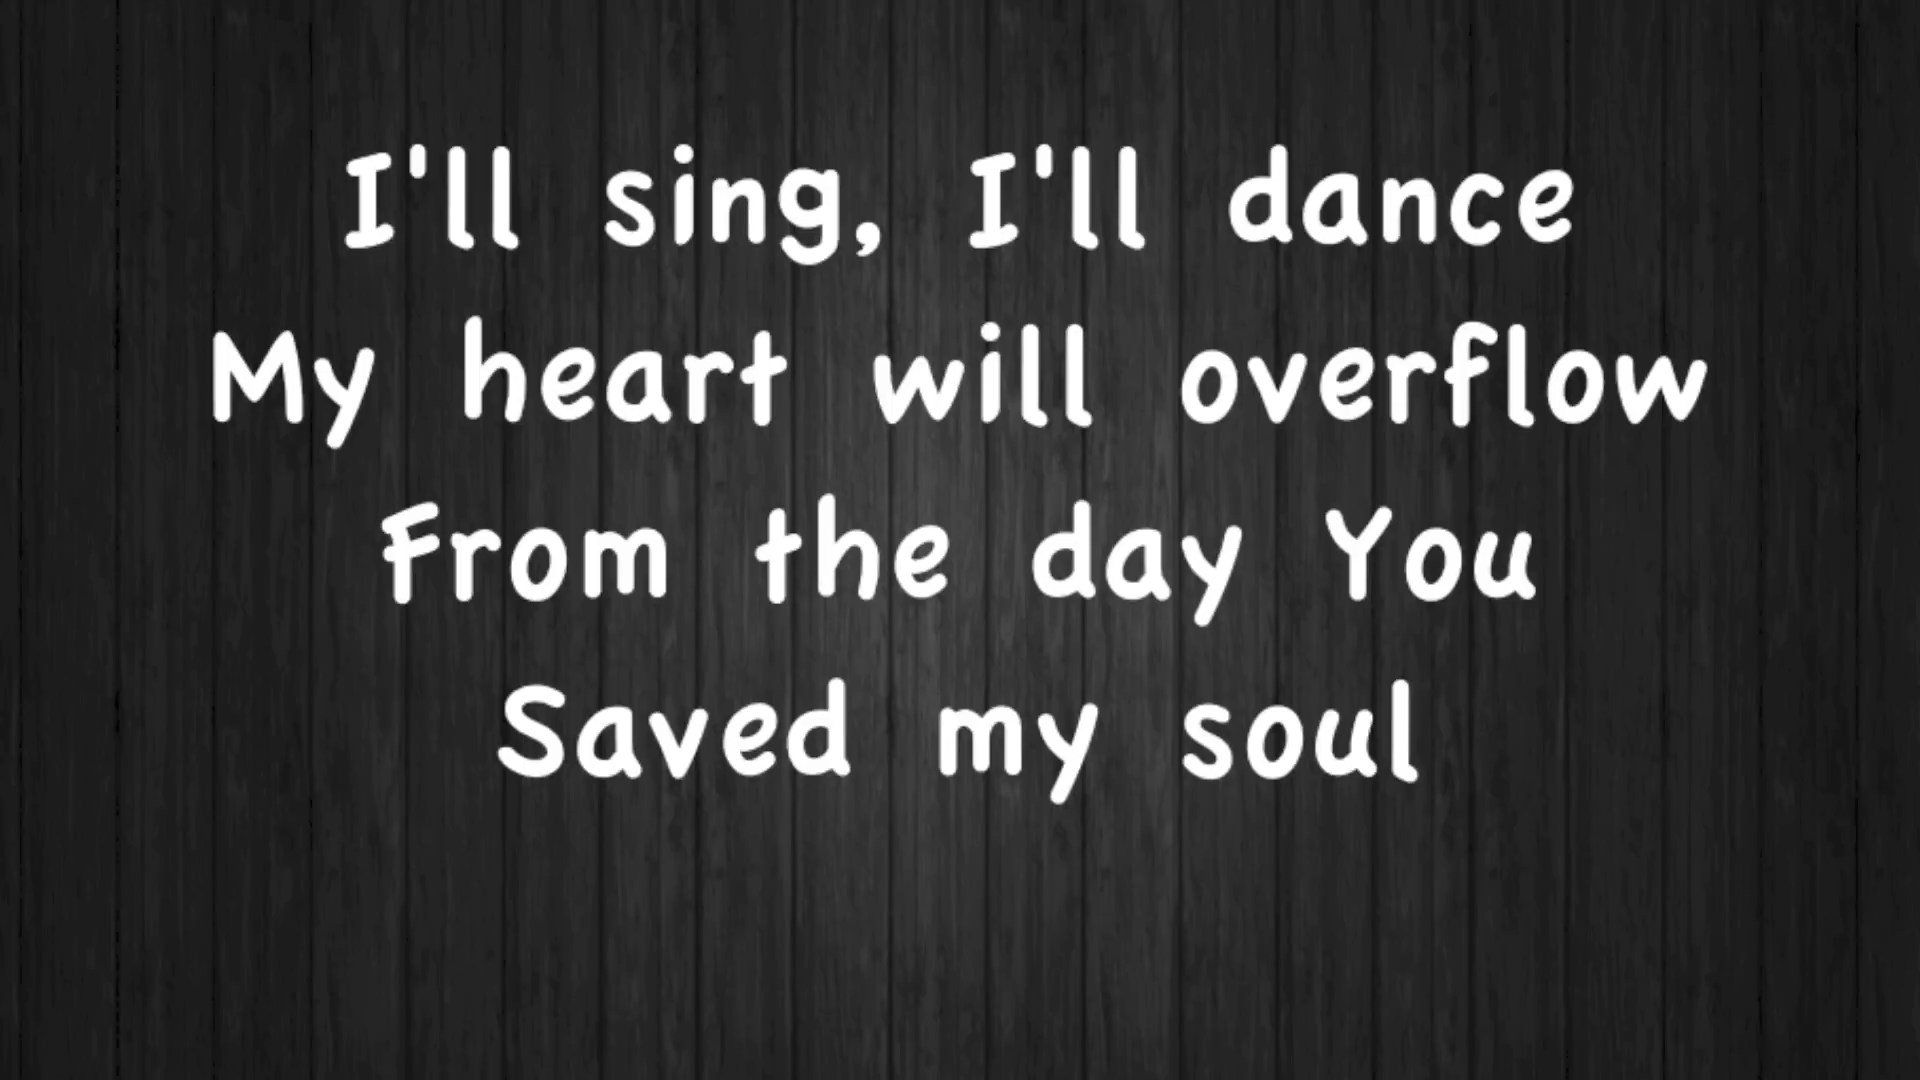 I'll sing, I'll dance
My heart will overflow
From the day You
Saved my soul